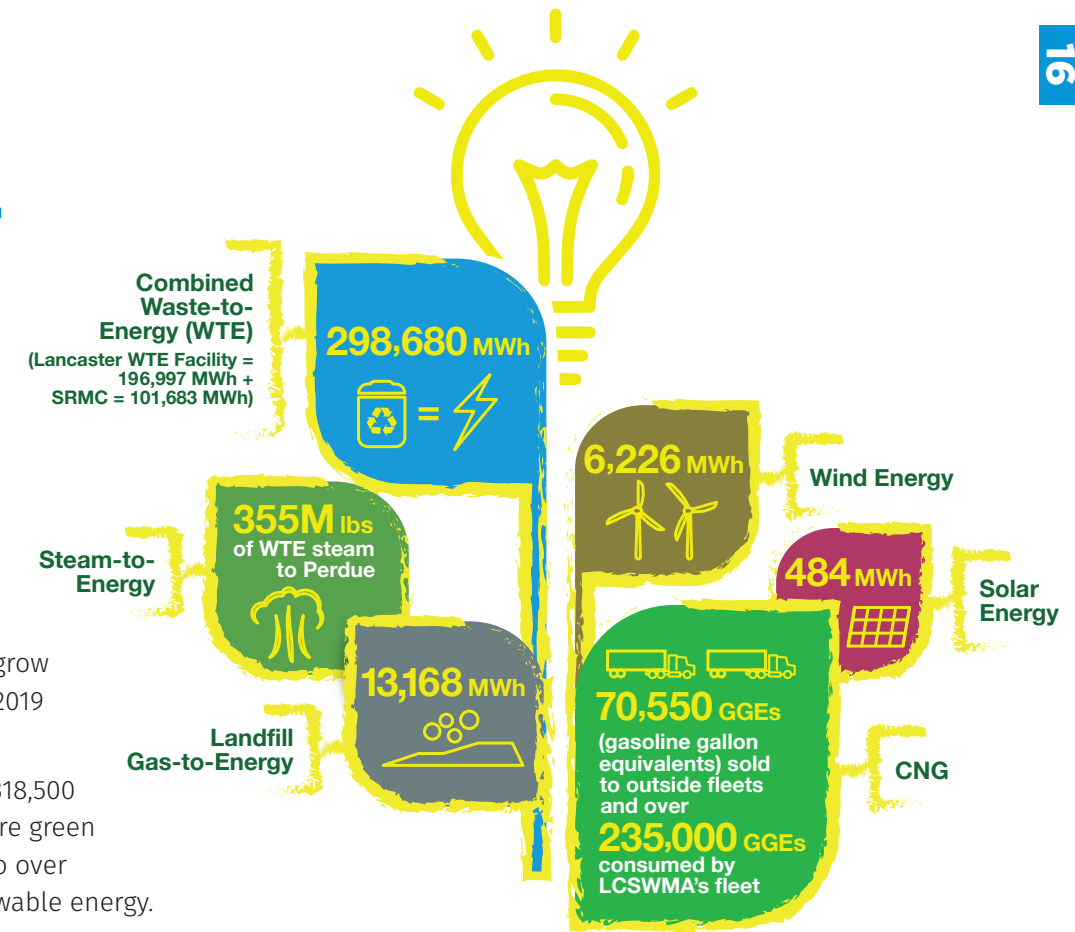 16
Combined
Waste-to-
Energy (WTE)
(Lancaster WTE Facility =
196,997 MWh +
SRMC = 101,683 MWh)
298,680 MWh
=
Steam-to-
Energy
355M lbs
of WTE steam
to Perdue
Landfill
Gas-to-Energy
13,168 MWh
6,226 MWh
Wind Energy
484 MWh
Solar
Energy
70,550 GGEs
(gasoline gallon
equivalents) sold
to outside fleets
and over
235,000 GGEs
consumed by
LCSWMA's fleet
CNG
grow
2019
318,500
re green
o over
wable energy.